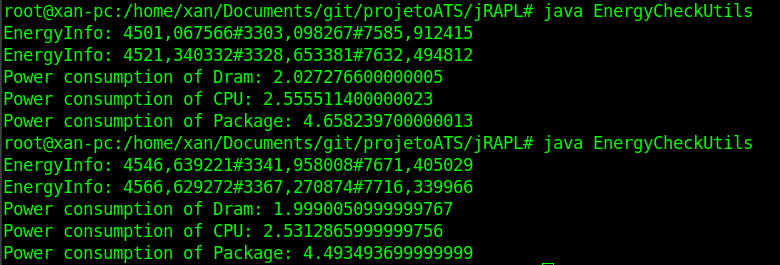 root@xan-pc:/home/xan/Documents/git/projetoATS/jRAPL# java EnergyCheckUtils
EnergyInfo: 4501,067566#3303,098267#7585,912415
EnergyInfo: 4521,340332#3328,653381#7632,494812
Power consumption of Dram: 2.027276600000005
Power consumption of CPU: 2.555511400000023
Power consumption of Package: 4.658239700000013
root@xan-pc:/home/xan/Documents/git/projetoATS/jRAPL# java EnergyCheckUtils
EnergyInfo: 4546,639221#3341,958008#7671,405029
EnergyInfo: 4566,629272#3367,270874#7716,339966
Power consumption of Dram: 1.9990050999999767
Power consumption of CPU: 2.5312865999999756
Power consumption of Package: 4.493493699999999